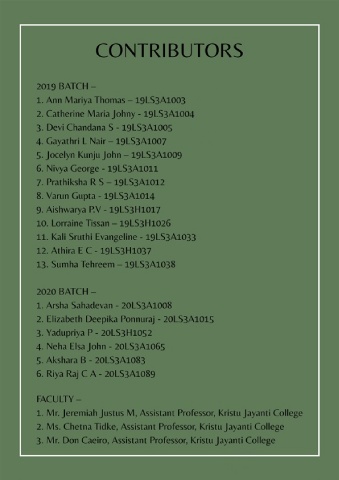 CONTRIBUTORS
2019 BATCH –
1. Ann Mariya Thomas – 19LS3A1003
2. Catherine Maria Johny - 19LS3A1004
3. Devi Chandana S - 19LS3A1005
4. Gayathri L Nair – 19LS3A1007
5. Jocelyn Kunju John – 19LS3A1009
6. Nivya George - 19LS3A1011
7. Prathiksha R S – 19LS3A1012
8. Varun Gupta - 19LS3A1014
9. Aishwarya P.V - 19LS3H1017
10. Lorraine Tissan – 19LS3H1026
11. Kali Sruthi Evangeline - 19LS3A1033
12. Athira E C - 19LS3H1037
13. Sumha Tehreem – 19LS3A1038
2020 BATCH –
1. Arsha Sahadevan - 20LS3A1008
2. Elizabeth Deepika Ponnuraj - 20LS3A1015
3. Yadupriya P - 20LS3H1052
4. Neha Elsa John - 20LS3A1065
5. Akshara B - 20LS3A1083
6. Riya Raj C A - 20LS3A1089
FACULTY –
1. Mr. Jeremiah Justus M, Assistant Professor, Kristu Jayanti College
2. Ms. Chetna Tidke, Assistant Professor, Kristu Jayanti College
3. Mr. Don Caeiro, Assistant Professor, Kristu Jayanti College